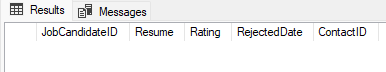 Results Messages
JobCandidateID Resume Rating RejectedDate ContactID